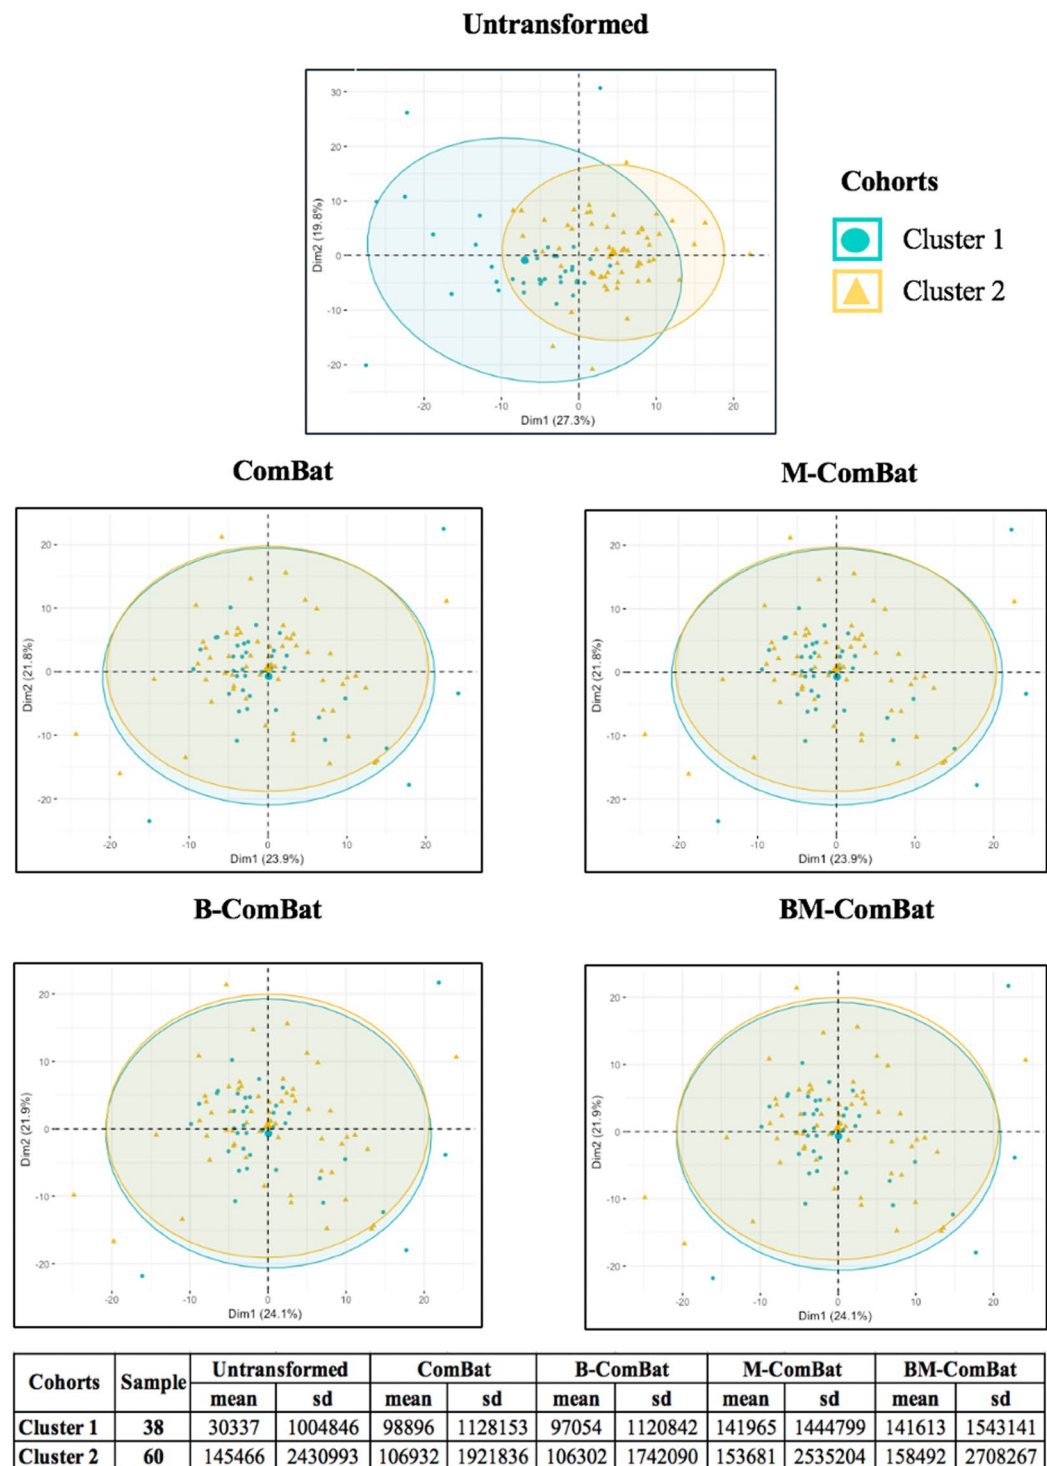 Untransformed
30
20
10
0
-10
-20
Dim2 (19.8%)
-20 -10 0 10 20
Dim1 (27.3%)
Cohorts
Cluster 1
Cluster 2
ComBat
20
10
0
-10
-20
Dim2 (21.8%)
-20 -10 0 10 20
Dim1 (23.9%)
M-ComBat
20
10
0
-10
-20
Dim2 (21.8%)
-20 -10 0 10 20
Dim1 (23.9%)
B-ComBat
20
10
0
-10
-20
Dim2 (21.9%)
-20 -10 0 10 20
Dim1 (24.1%)
BM-ComBat
20
10
0
-10
-20
Dim2 (21.9%)
-20 -10 0 10 20
Dim1 (24.1%)
Cohorts Sample Untransformed ComBat B-ComBat M-ComBat BM-ComBat
mean sd mean sd mean sd mean sd mean sd
Cluster 1 38 30337 1004846 98896 1128153 97054 1120842 141965 1444799 141613 1543141
Cluster 2 60 145466 2430993 106932 1921836 106302 1742090 153681 2535204 158492 2708267